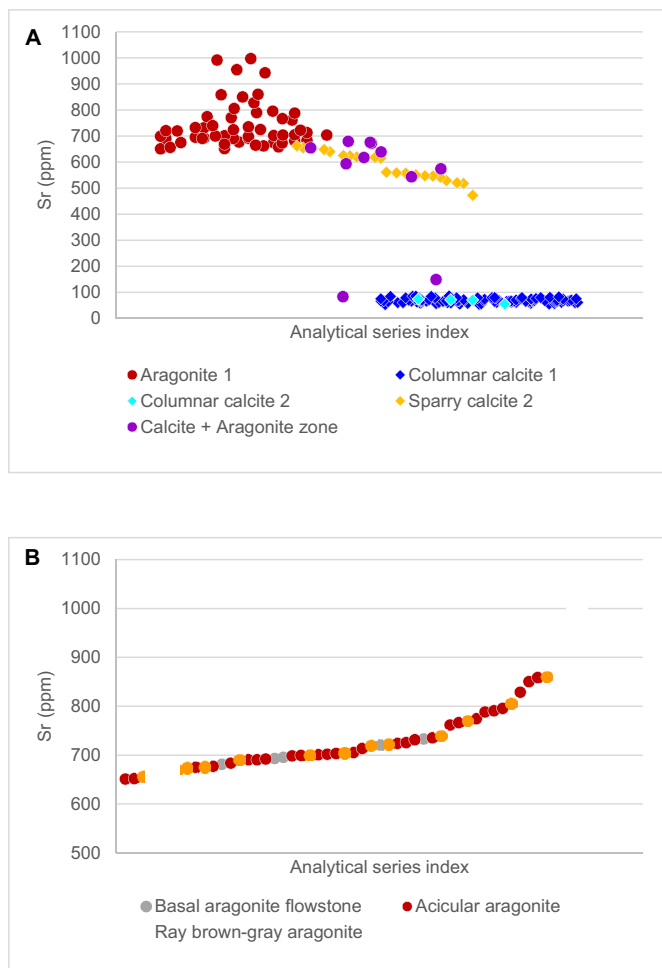 A
1100
1000
900
800
700
600
500
400
300
200
100
0
Sr (ppm)
Analytical series index
Aragonite 1 Columnar calcite 1
Columnar calcite 2 Sparry calcite 2
Calcite + Aragonite zone
B
1100
1000
900
800
700
600
500
Sr (ppm)
Analytical series index
Basal aragonite flowstone Acicular aragonite
Ray brown-gray aragonite